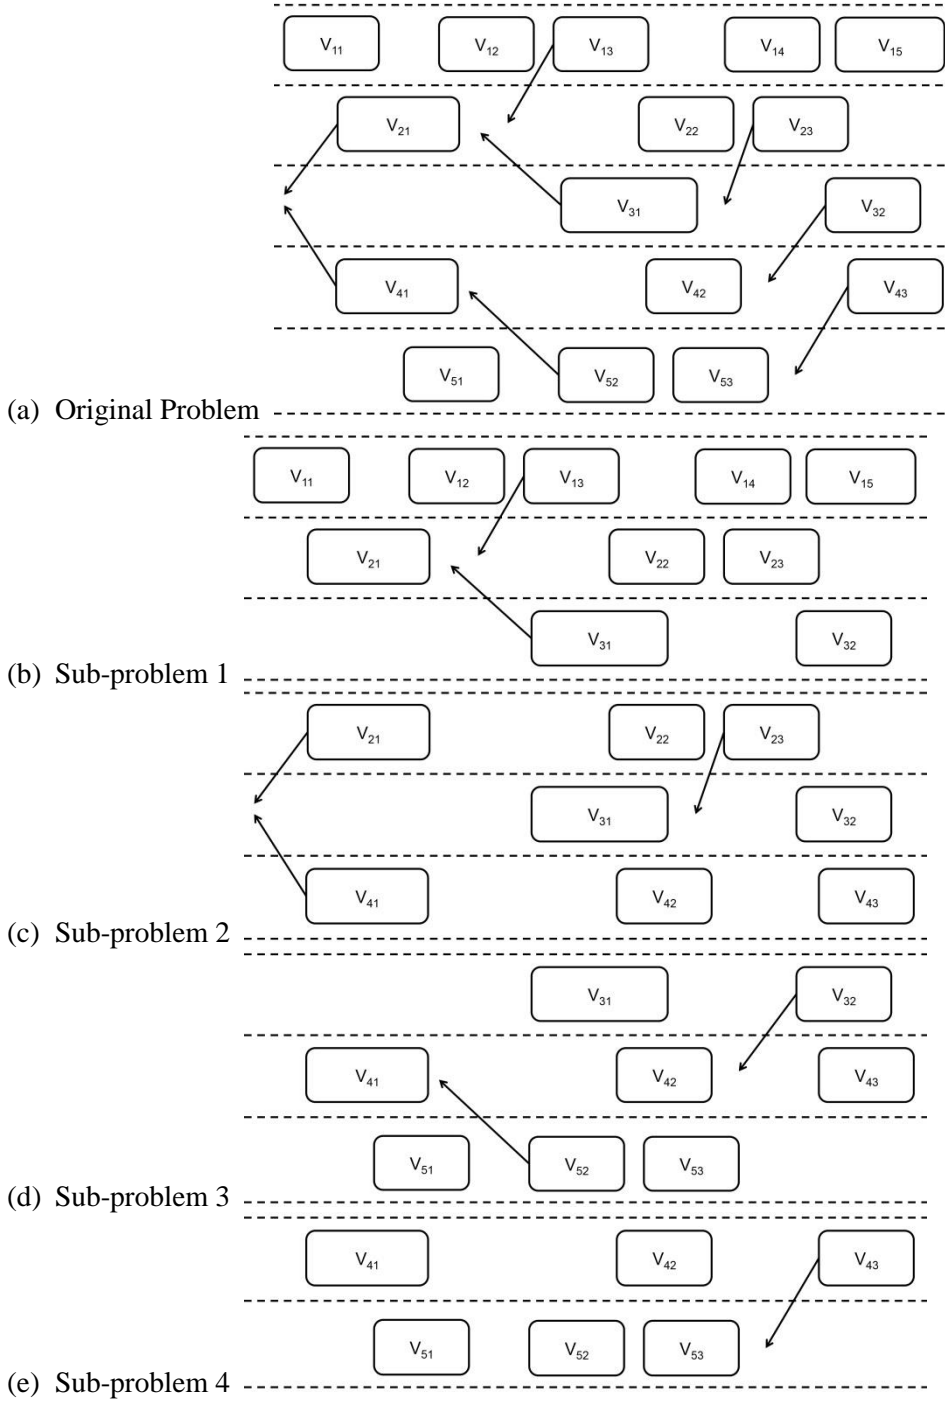 V11 V12 V13 V14 V15
V21 V22 V23
V31 V32
V41 V42 V43
V51 V52 V53
(a) Original Problem
V11 V12 V13 V14 V15
V21 V22 V23
V31 V32
(b) Sub-problem 1
V21 V22 V23
V31 V32
V41 V42 V43
(c) Sub-problem 2
V31 V32
V41 V42 V43
V51 V52 V53
(d) Sub-problem 3
V41 V42 V43
V51 V52 V53
(e) Sub-problem 4